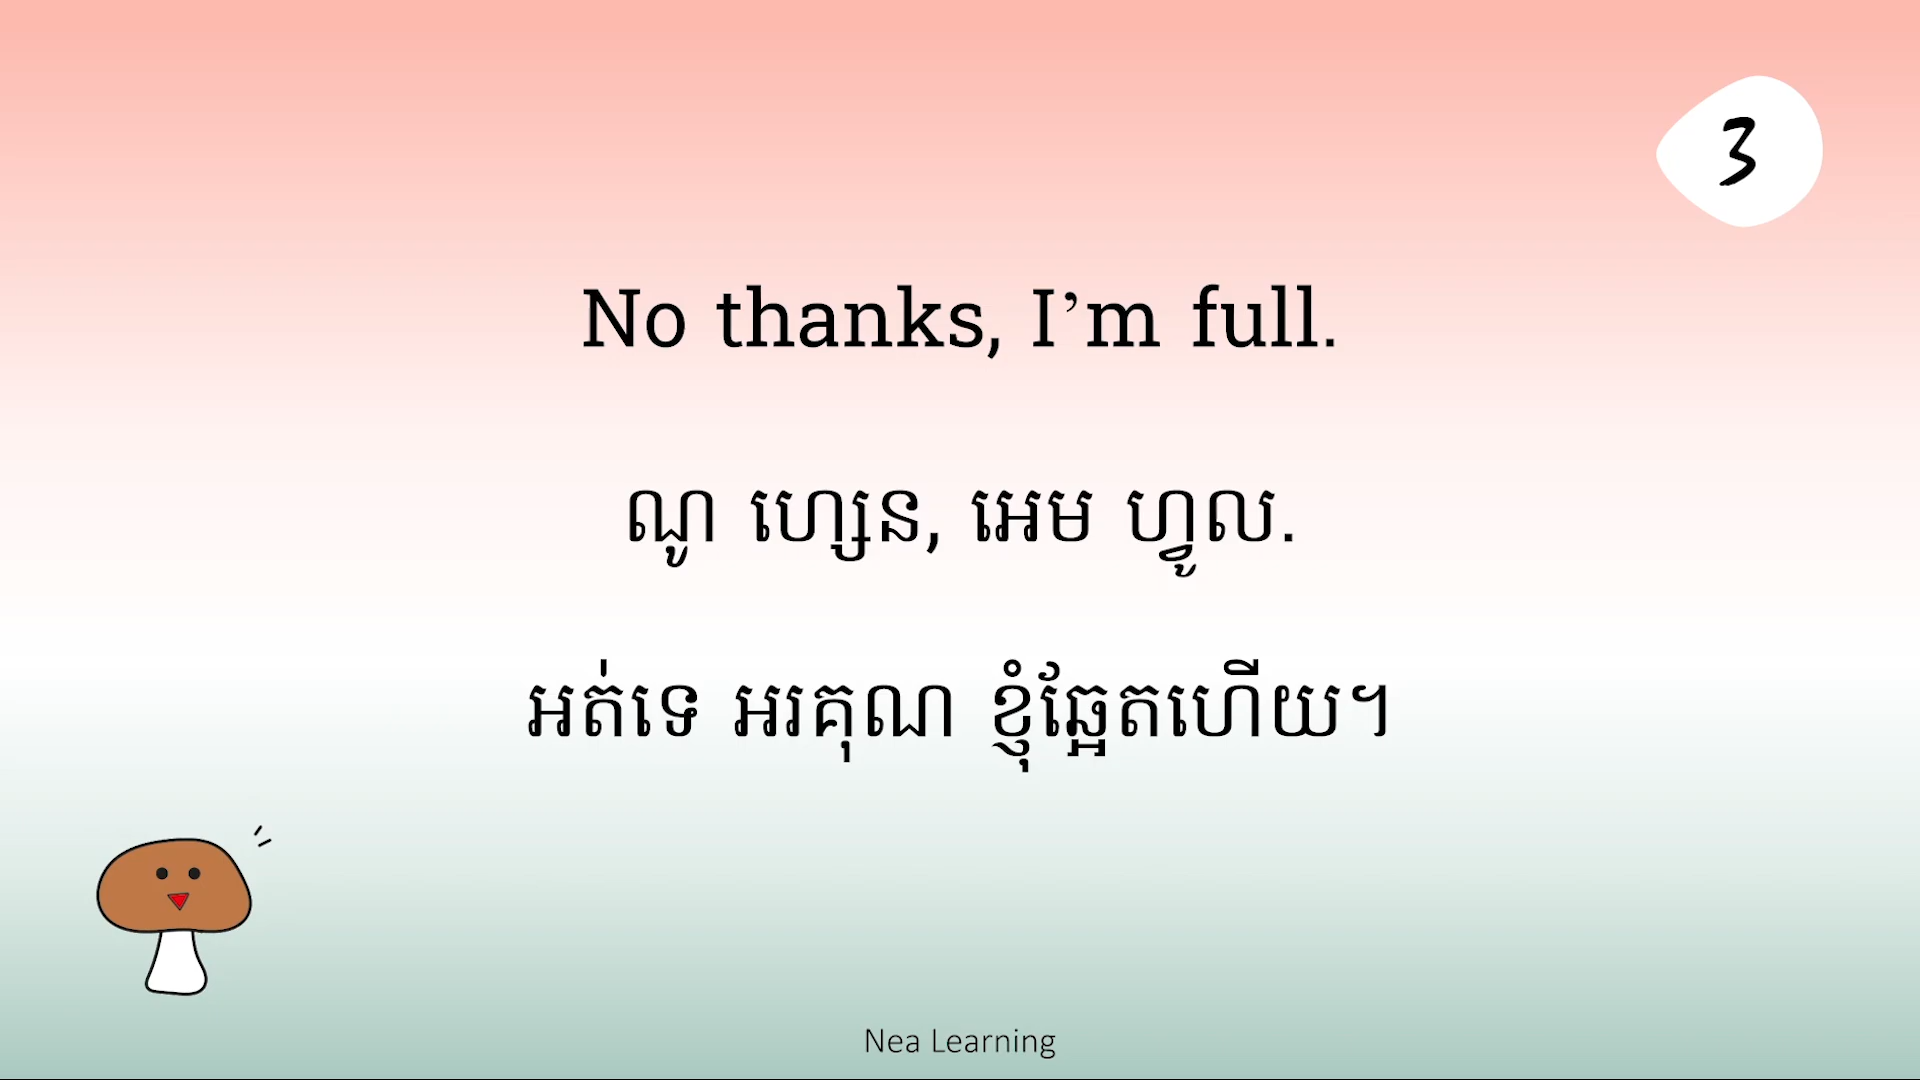 3
No thanks, I’m full.
ណូ ហ្សេន, អេម ហ្វូល.
អត់ទេ អរគុណ ខ្ញុំឆ្អែតហើយ។
Nea Learning